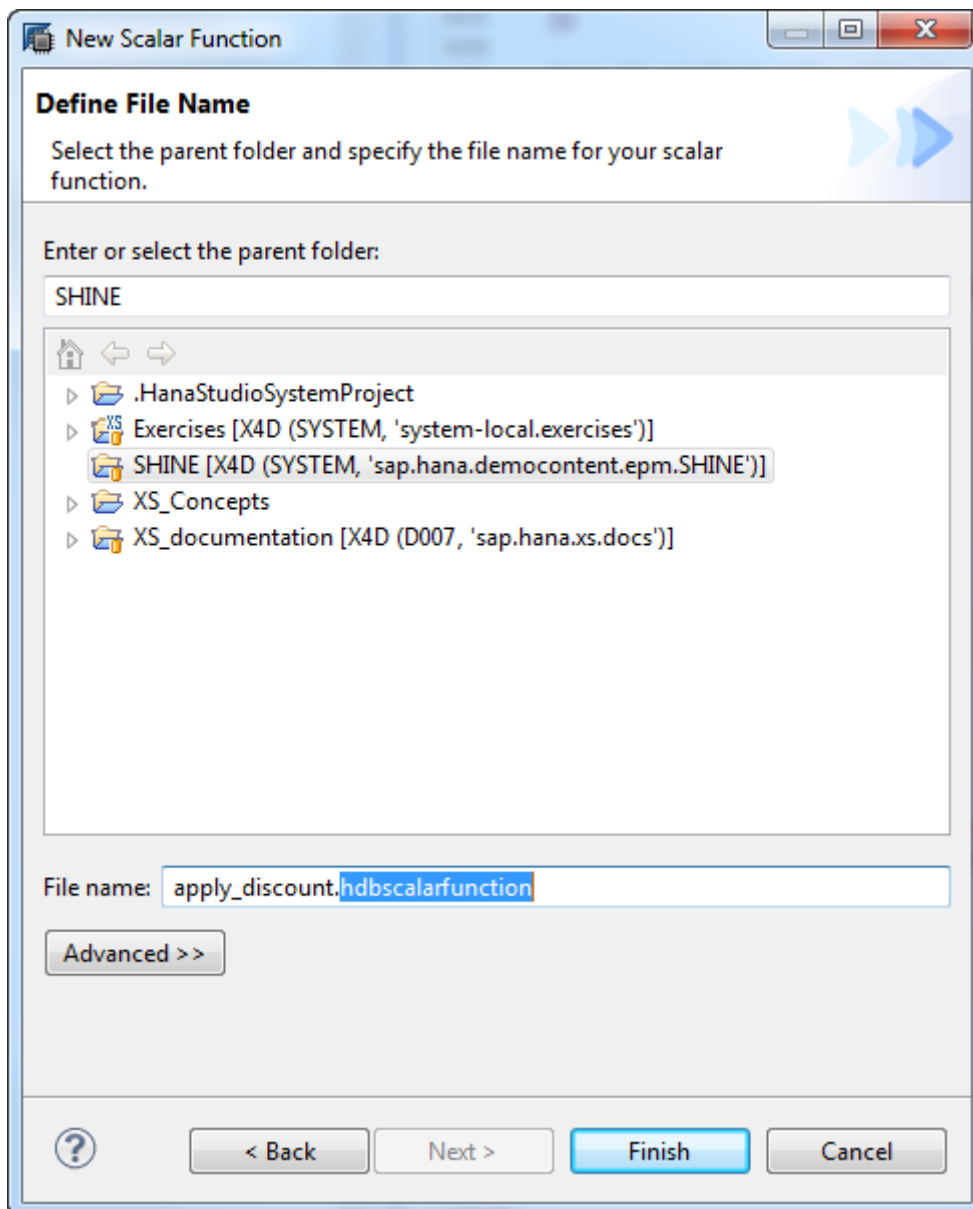 New Scalar Function
Define File Name
Select the parent folder and specify the file name for your scalar
function.
Enter or select the parent folder:
SHINE
.HanaStudioSystemProject
Exercises [X4D (SYSTEM, 'system-local.exercises')]
SHINE [X4D (SYSTEM, 'sap.hana.democontent.epm.SHINE')]
XS_Concepts
XS_documentation [X4D (D007, 'sap.hana.xs.docs')]
File name: apply_discount.hdbscalarfunction
Advanced >>
? < Back Next > Finish Cancel